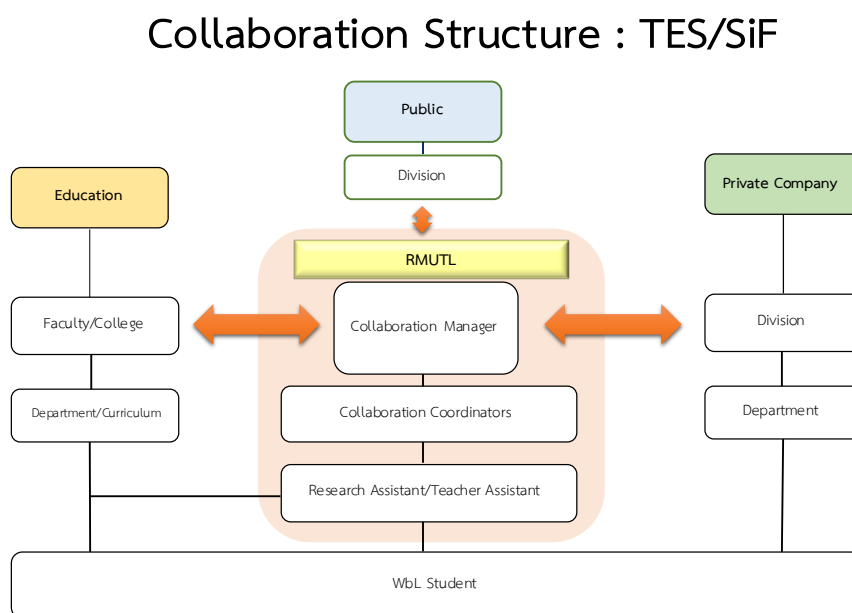 Collaboration Structure : TES/SiF
Public
Division
Education
Private Company
RMUTL
Faculty/College
Collaboration Manager
Division
Department/Curriculum
Collaboration Coordinators
Department
Research Assistant/Teacher Assistant
WbL Student